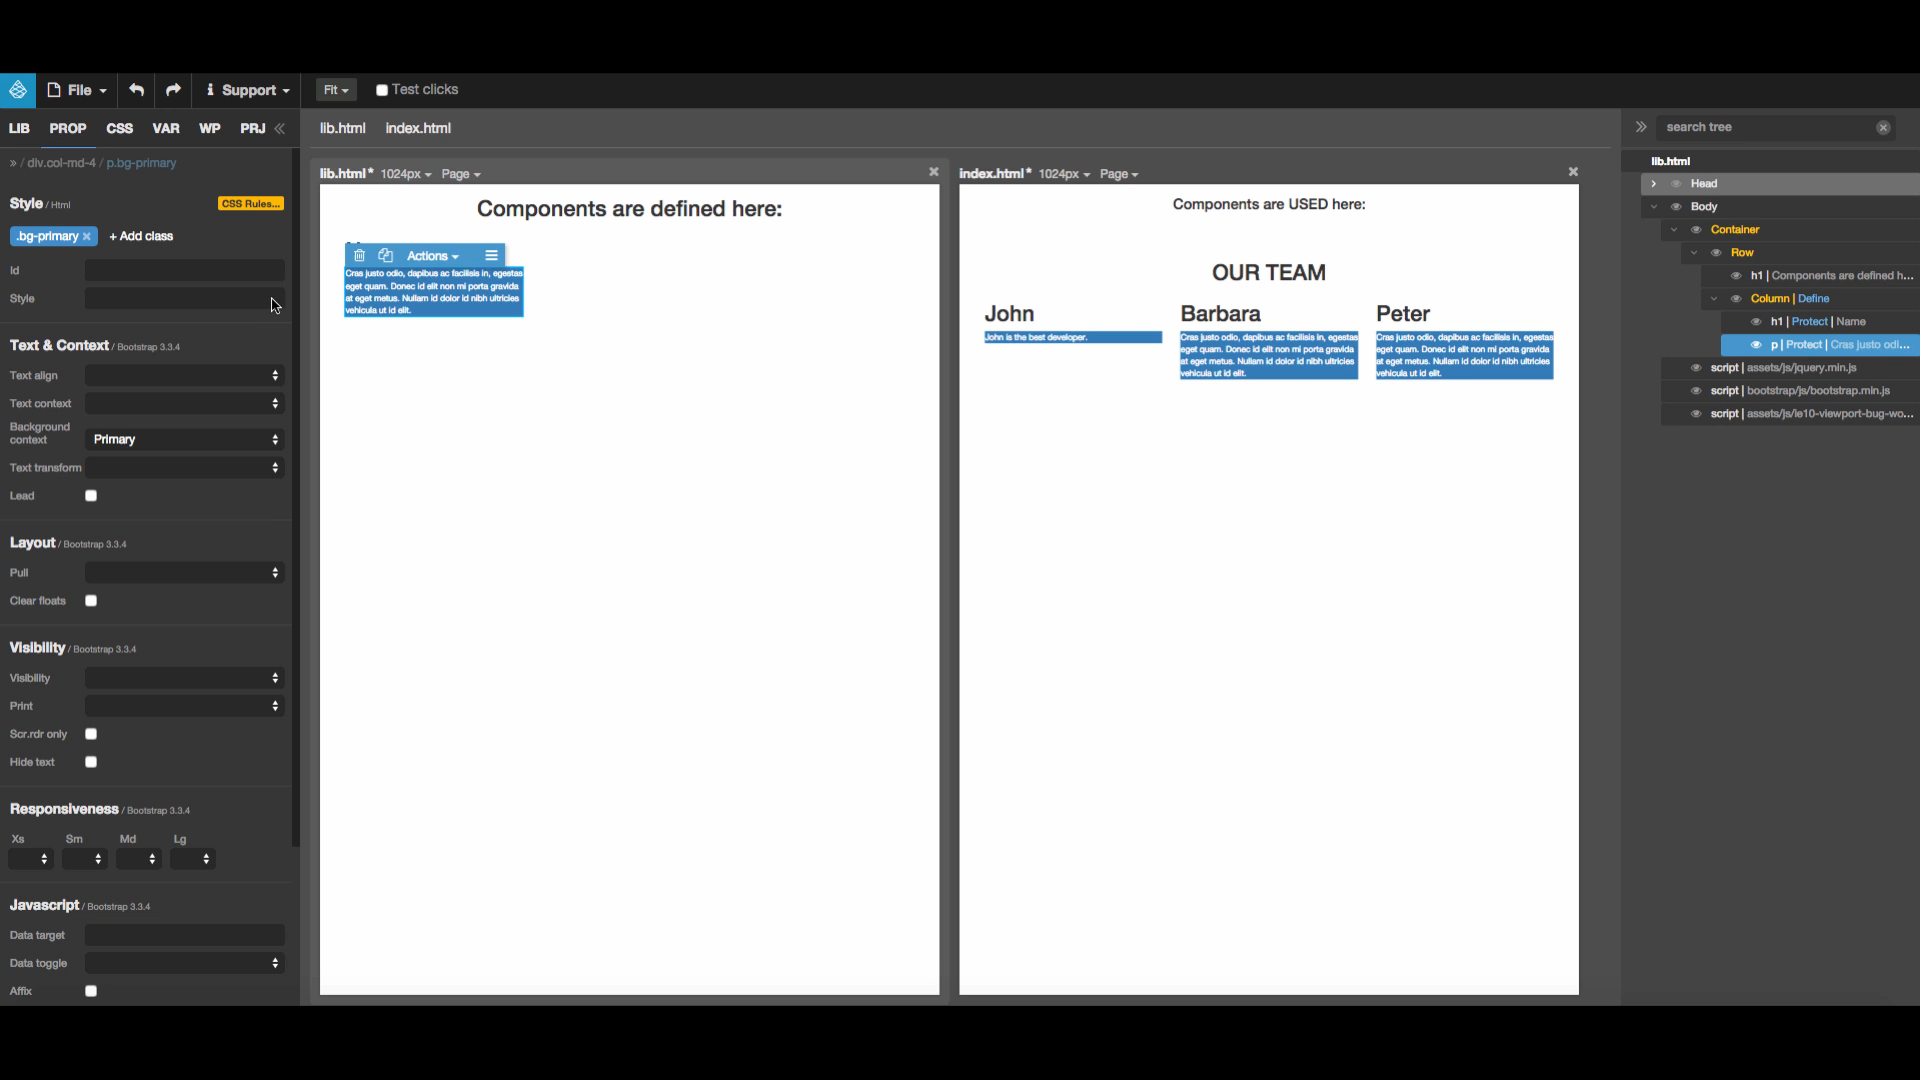 File
Support
Fit
Test clicks
LIB PROP CSS VAR WP PRJ
lib.html index.html
search tree
» / div.col-md-4 / p.bg-primary
Style / Html
CSS Rules...
.bg-primary × + Add class
Id
Style
Text & Context / Bootstrap 3.3.4
Text align
Text context
Background context
Primary
Text transform
Lead
Layout / Bootstrap 3.3.4
Pull
Clear floats
Visibility / Bootstrap 3.3.4
Visibility
Print
Scr.rdr only
Hide text
Responsiveness / Bootstrap 3.3.4
Xs Sm Md Lg
Javascript / Bootstrap 3.3.4
Data target
Data toggle
Affix
lib.html * 1024px Page
Components are defined here:
Actions
Cras justo odio, dapibus ac facilisis in, egestas
eget quam. Donec id elit non mi porta gravida
at eget metus. Nullam id dolor id nibh ultricies
vehicula ut id elit.
index.html * 1024px Page
Components are USED here:
OUR TEAM
John
John is the best developer.
Barbara
Cras justo odio, dapibus ac facilisis in, egestas
eget quam. Donec id elit non mi porta gravida
at eget metus. Nullam id dolor id nibh ultricies
vehicula ut id elit.
Peter
Cras justo odio, dapibus ac facilisis in, egestas
eget quam. Donec id elit non mi porta gravida
at eget metus. Nullam id dolor id nibh ultricies
vehicula ut id elit.
lib.html
Head
Body
Container
Row
h1 | Components are defined h...
Column | Define
h1 | Protect | Name
p | Protect | Cras justo odi...
script | assets/js/jquery.min.js
script | bootstrap/js/bootstrap.min.js
script | assets/js/ie10-viewport-bug-wo...